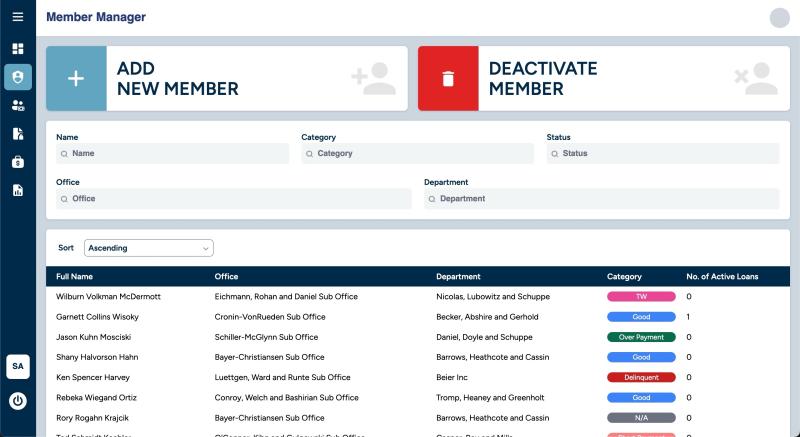 Member Manager
ADD
NEW MEMBER
DEACTIVATE
MEMBER
Name Category Status
Name Category Status
Office Department
Office Department
Sort Ascending
Full Name Office Department Category No. of Active Loans
Wilburn Volkman McDermott Eichmann, Rohan and Daniel Sub Office Nicolas, Lubowitz and Schuppe TW 0
Garnett Collins Wisoky Cronin-VonRueden Sub Office Becker, Abshire and Gerhold Good 1
Jason Kuhn Mosciski Schiller-McGlynn Sub Office Daniel, Doyle and Schuppe Over Payment 0
Shany Halvorson Hahn Bayer-Christiansen Sub Office Barrows, Heathcote and Cassin Good 0
SA
Ken Spencer Harvey Luettgen, Ward and Runte Sub Office Beier Inc Delinquent 0
Rebeka Wiegand Ortiz Conroy, Welch and Bashirian Sub Office Tromp, Heaney and Greenholt Good 0
Rory Rogahn Krajcik Bayer-Christiansen Sub Office Barrows, Heathcote and Cassin N/A 0